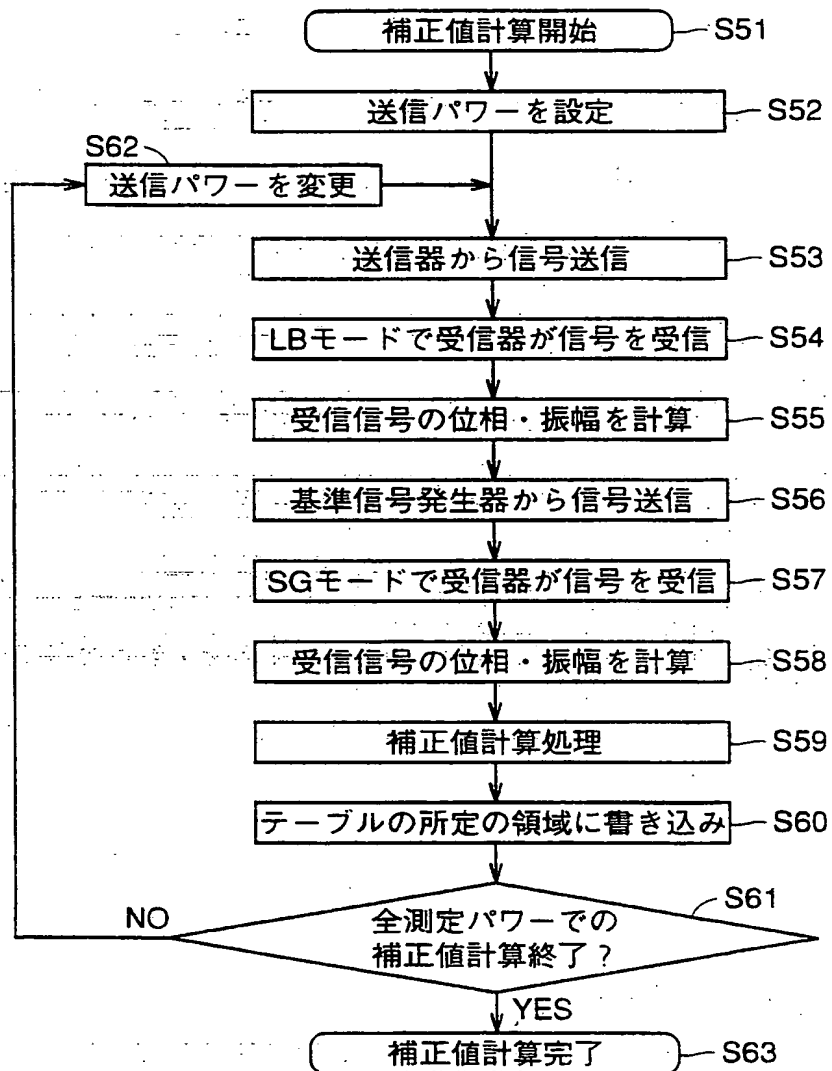 補正値計算開始 S51
送信パワーを設定 S52
S62
送信パワーを変更
送信器から信号送信 S53
LBモードで受信器が信号を受信 S54
受信信号の位相・振幅を計算 S55
基準信号発生器から信号送信 S56
SGモードで受信器が信号を受信 S57
受信信号の位相・振幅を計算 S58
補正値計算処理 S59
テーブルの所定の領域に書き込み S60
S61
NO
全測定パワーでの
補正値計算終了？
YES
補正値計算完了 S63